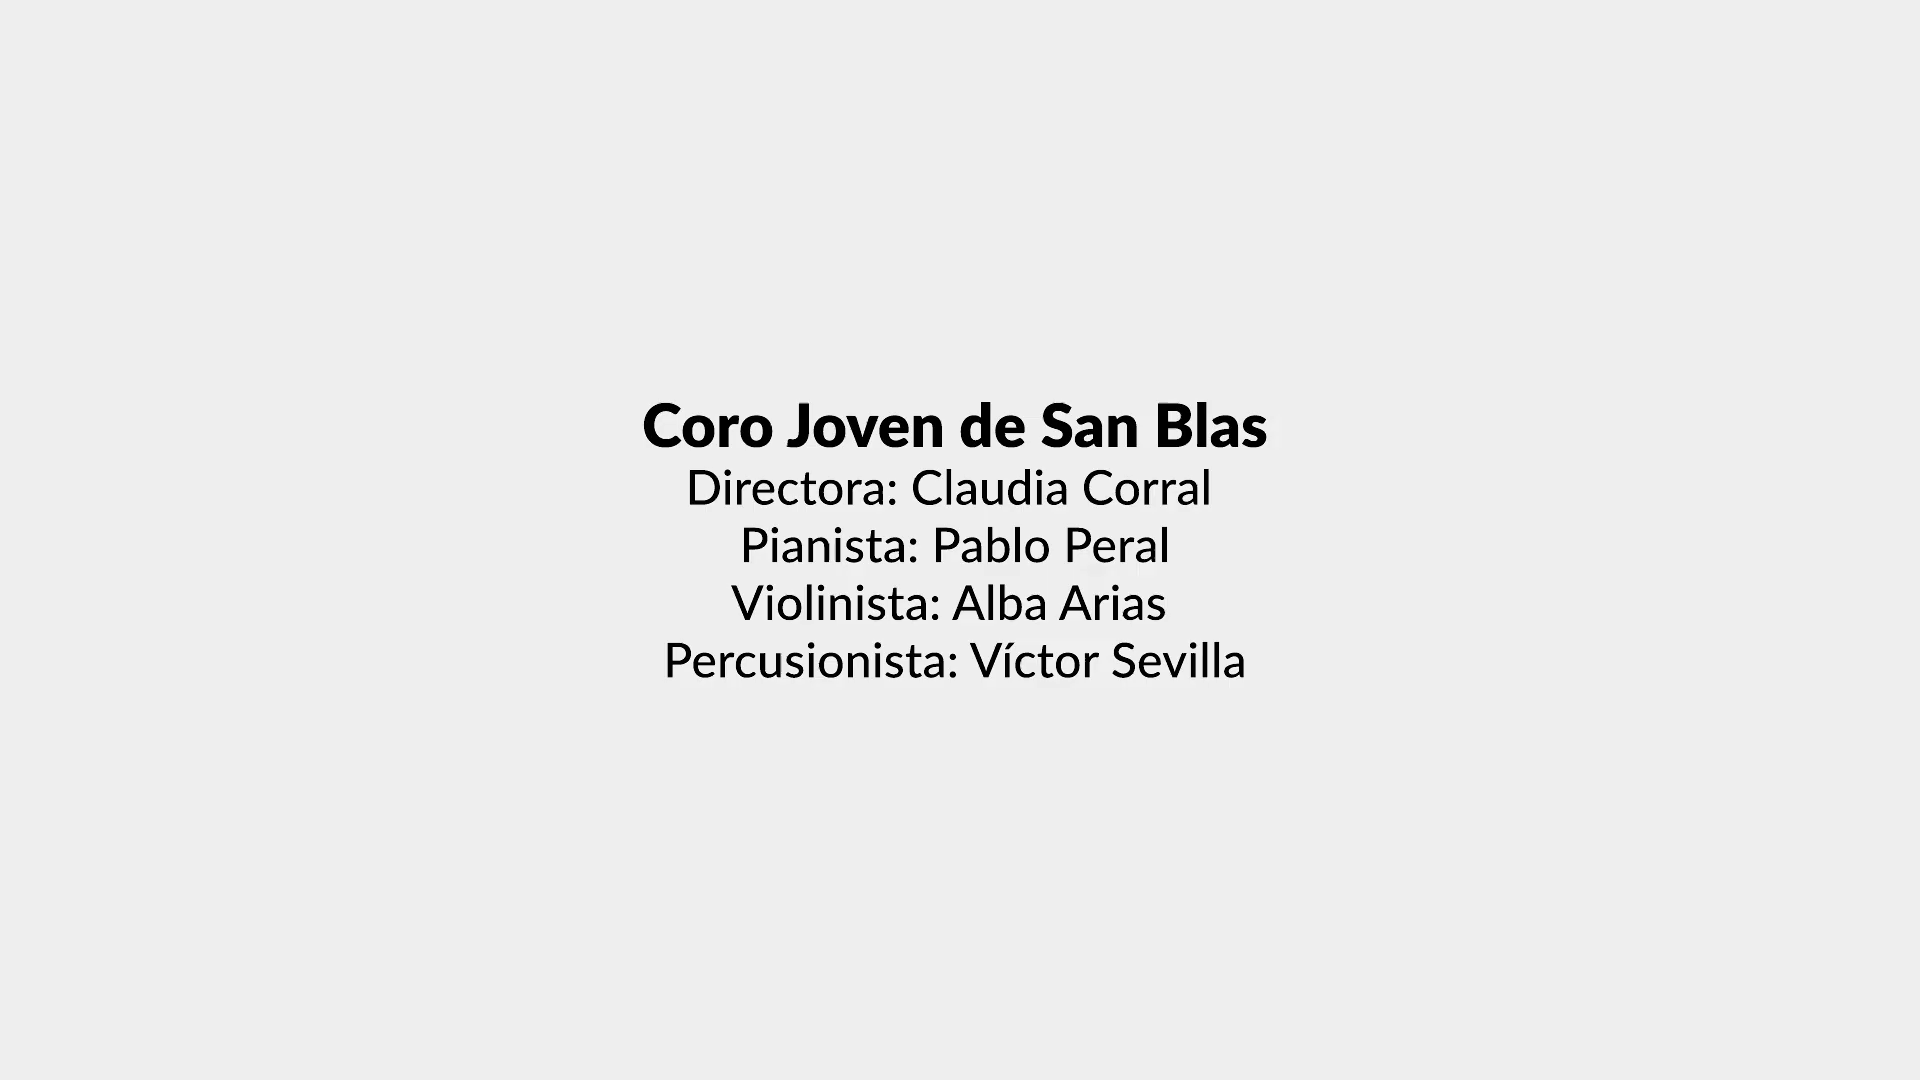 Coro Joven de San Blas
Directora: Claudia Corral
Pianista: Pablo Peral
Violinista: Alba Arias
Percusionista: Víctor Sevilla